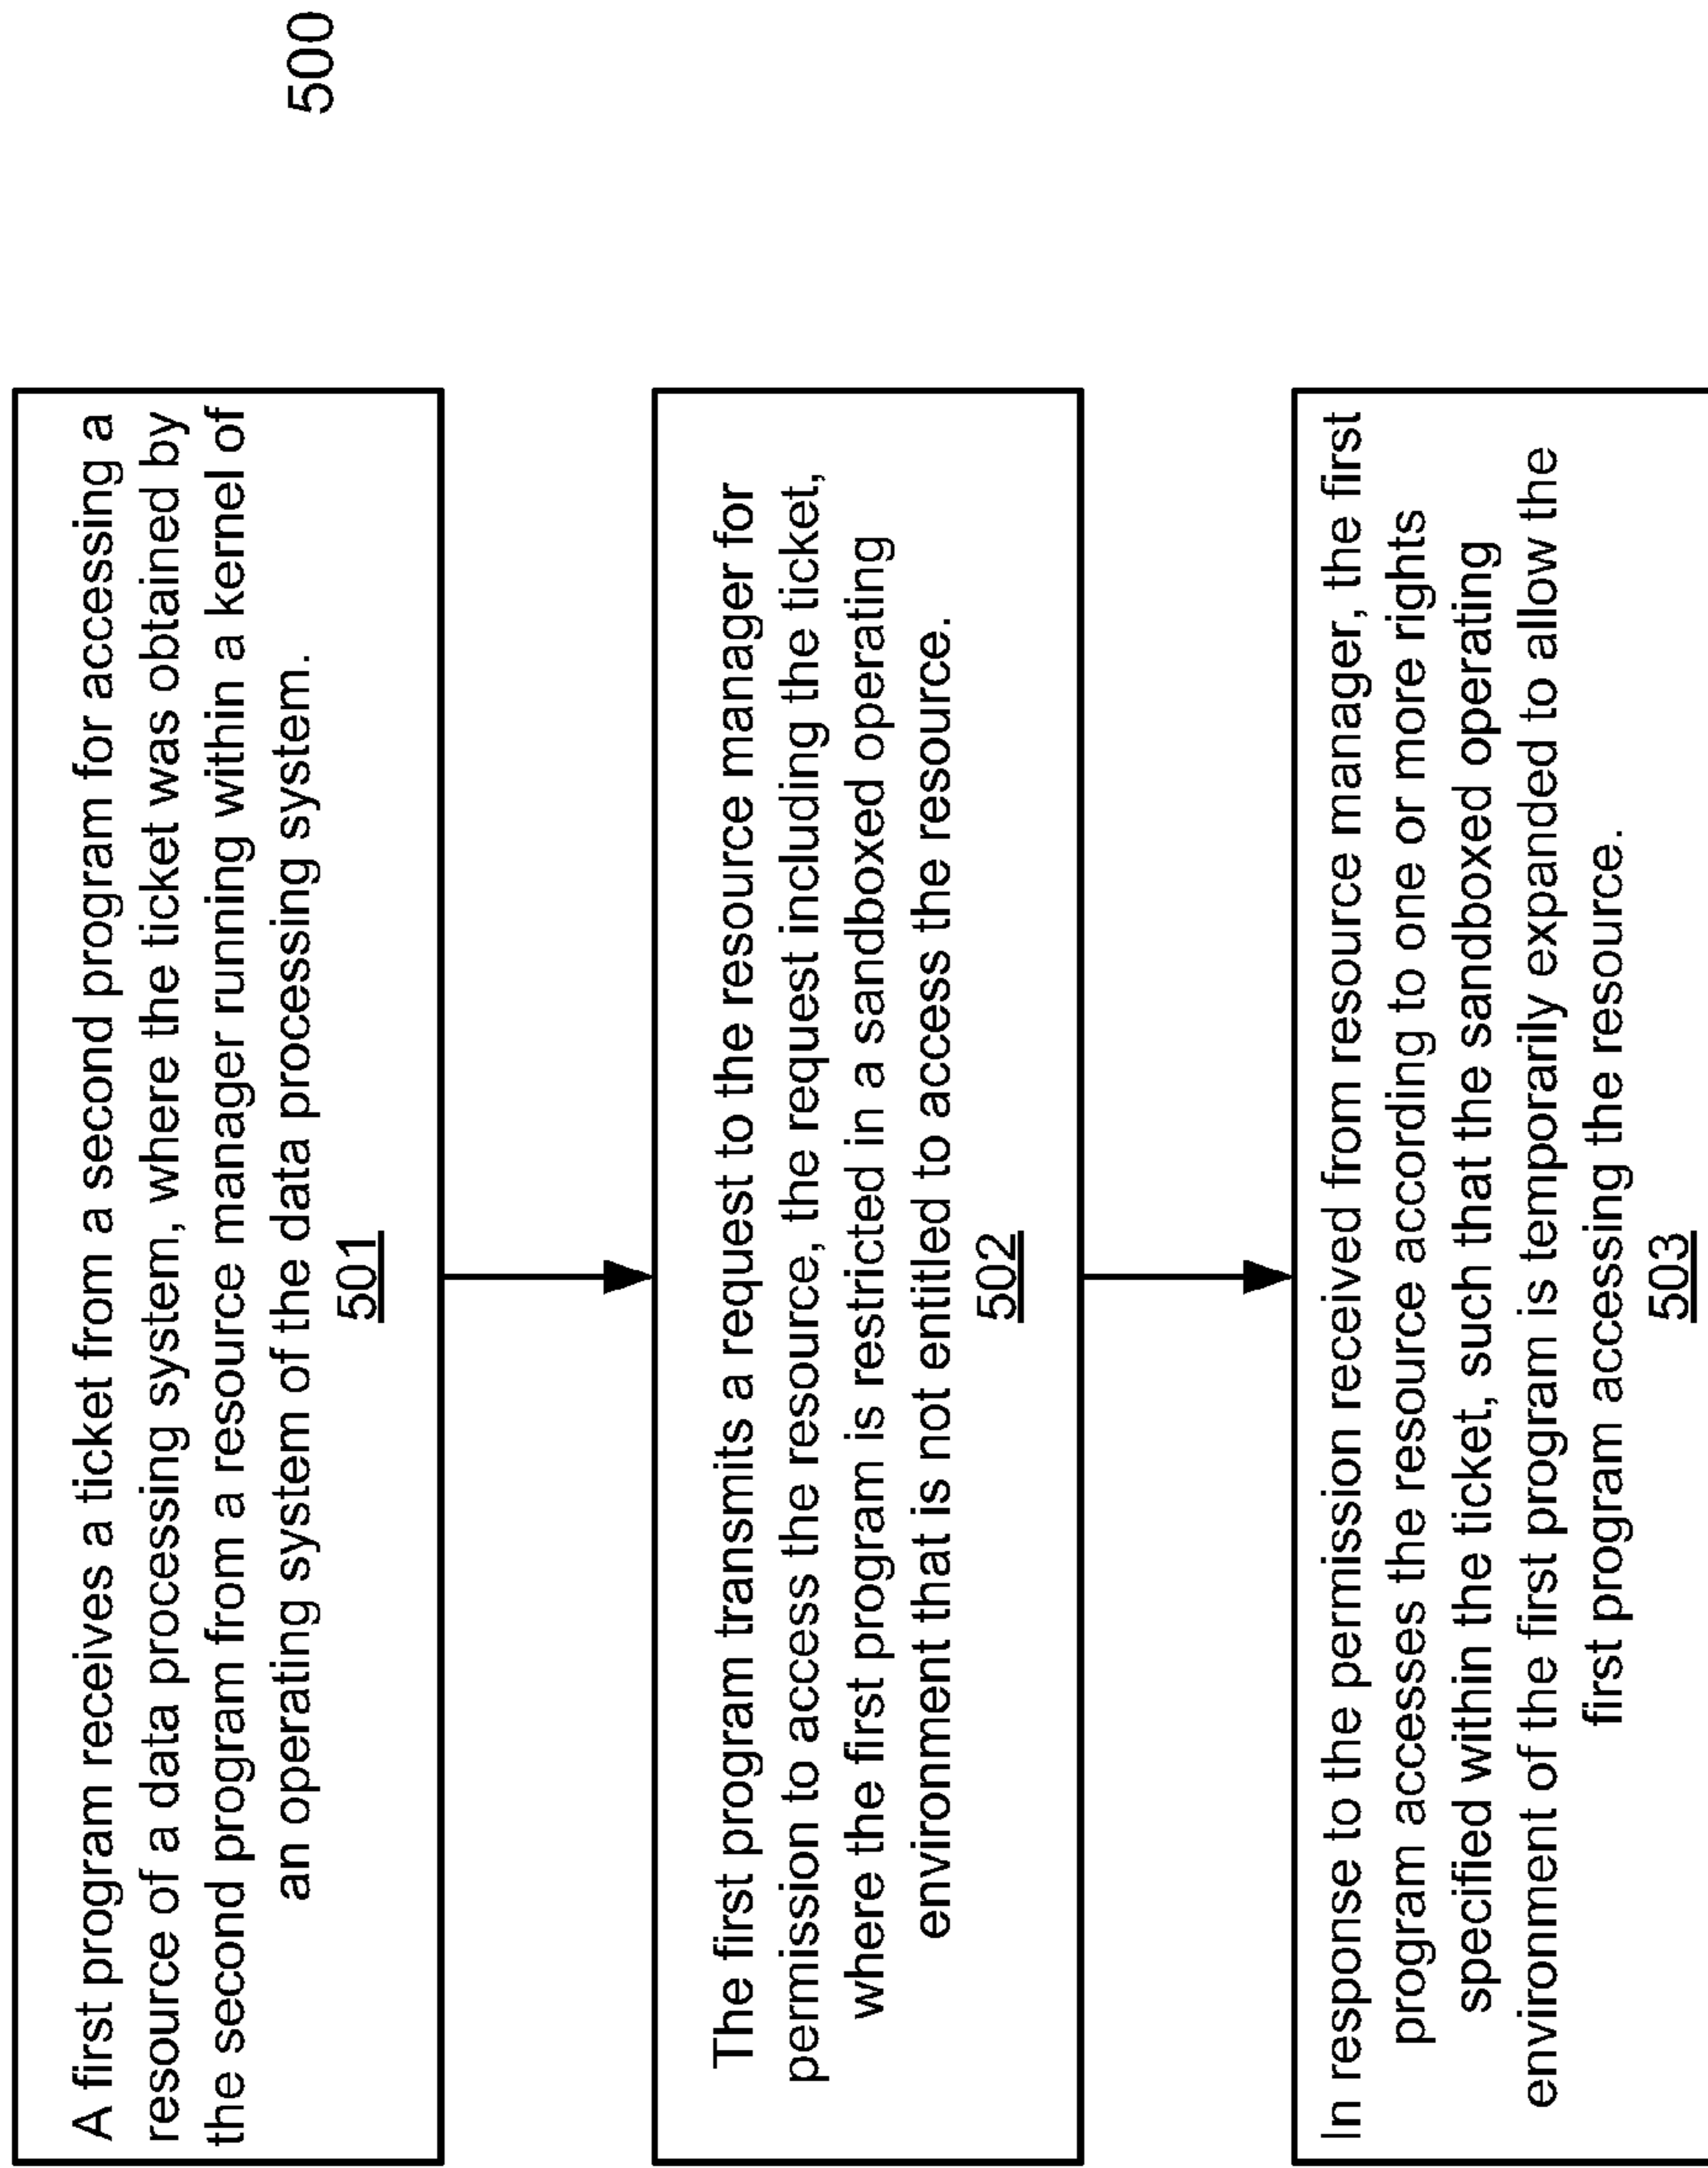 500
A first program receives a ticket from a second program for accessing a
resource of a data processing system, where the ticket was obtained by
the second program from a resource manager running within a kernel of
an operating system of the data processing system.
501
The first program transmits a request to the resource manager for
permission to access the resource, the request including the ticket,
where the first program is restricted in a sandboxed operating
environment that is not entitled to access the resource.
502
In response to the permission received from resource manager, the first
program accesses the resource according to one or more rights
specified within the ticket, such that the sandboxed operating
environment of the first program is temporarily expanded to allow the
first program accessing the resource.
503